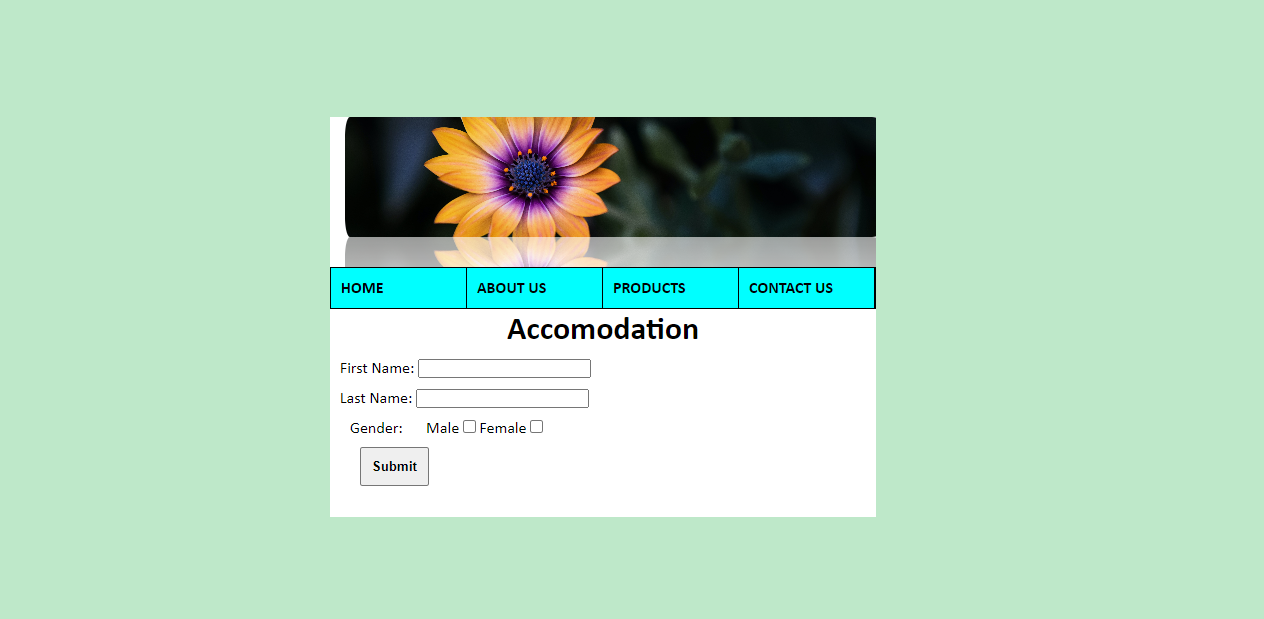 HOME ABOUT US PRODUCTS CONTACT US
Accomodation
First Name:
Last Name:
Gender: Male Female
Submit